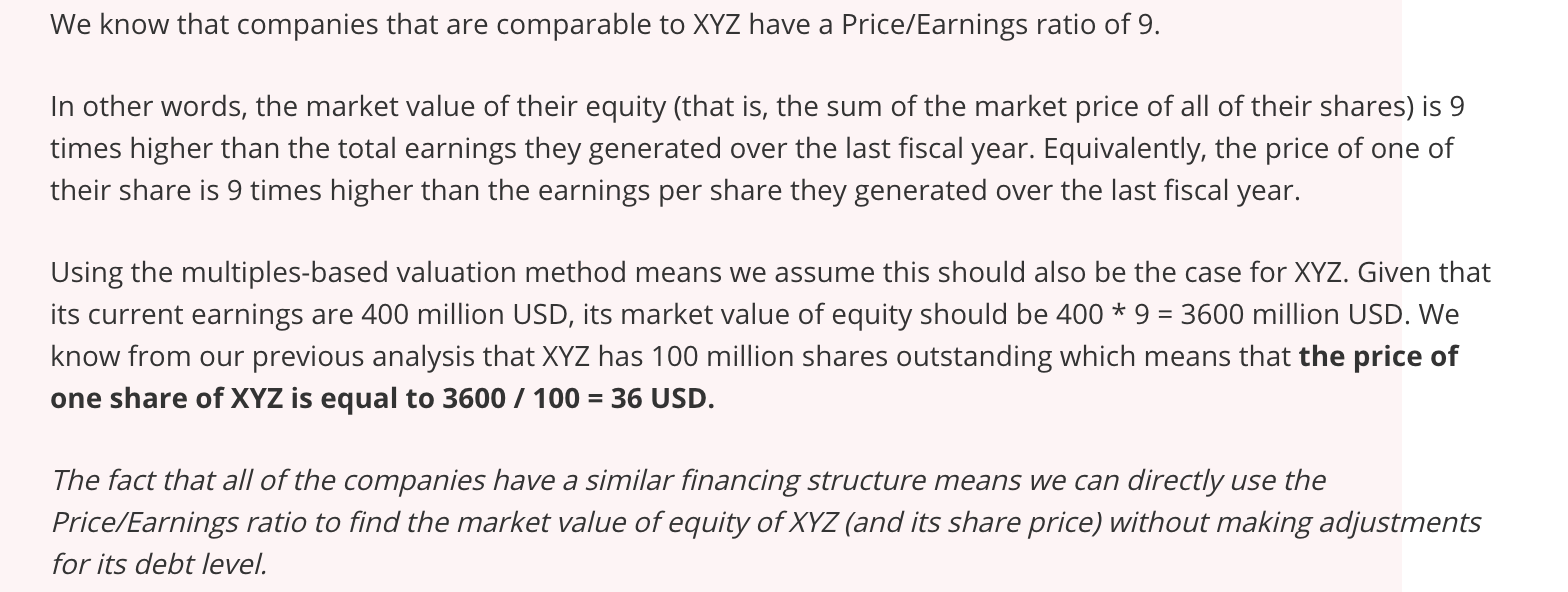 We know that companies that are comparable to XYZ have a Price/Earnings ratio of 9.
In other words, the market value of their equity (that is, the sum of the market price of all of their shares) is 9
times higher than the total earnings they generated over the last fiscal year. Equivalently, the price of one of
their share is 9 times higher than the earnings per share they generated over the last fiscal year.
Using the multiples-based valuation method means we assume this should also be the case for XYZ. Given that
its current earnings are 400 million USD, its market value of equity should be 400 * 9 = 3600 million USD. We
know from our previous analysis that XYZ has 100 million shares outstanding which means that the price of
one share of XYZ is equal to 3600 / 100 = 36 USD.
The fact that all of the companies have a similar financing structure means we can directly use the
Price/Earnings ratio to find the market value of equity of XYZ (and its share price) without making adjustments
for its debt level.